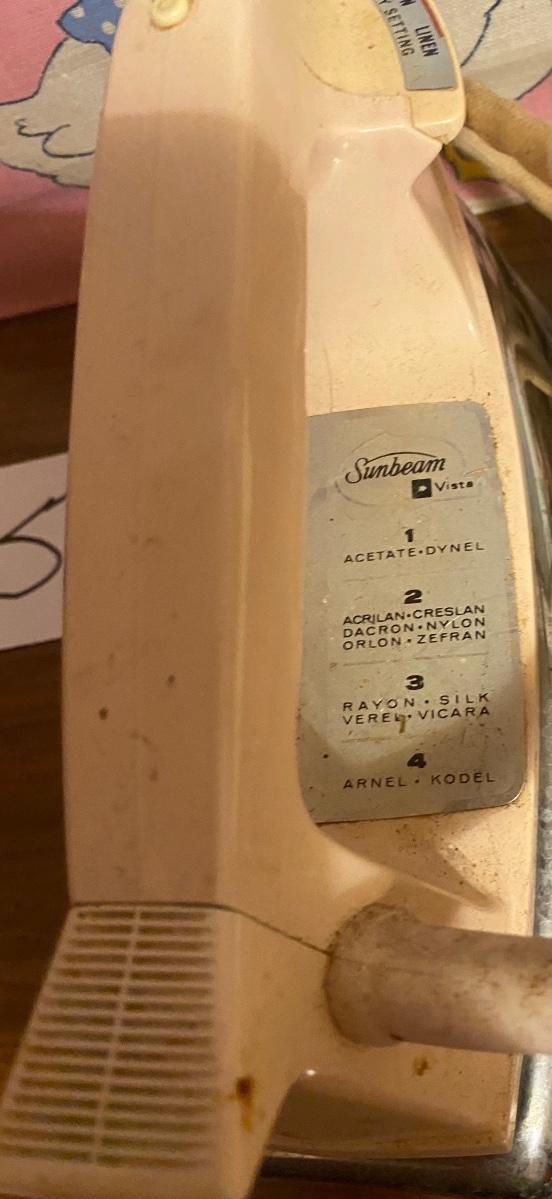 LINEN
SETTING
Sunbeam
Vista
1
ACETATE•DYNEL
2
ACRILAN•CRESLAN
DACRON•NYLON
ORLON•ZEFRAN
3
RAYON•SILK
VEREL•VICARA
4
ARNEL•KODEL